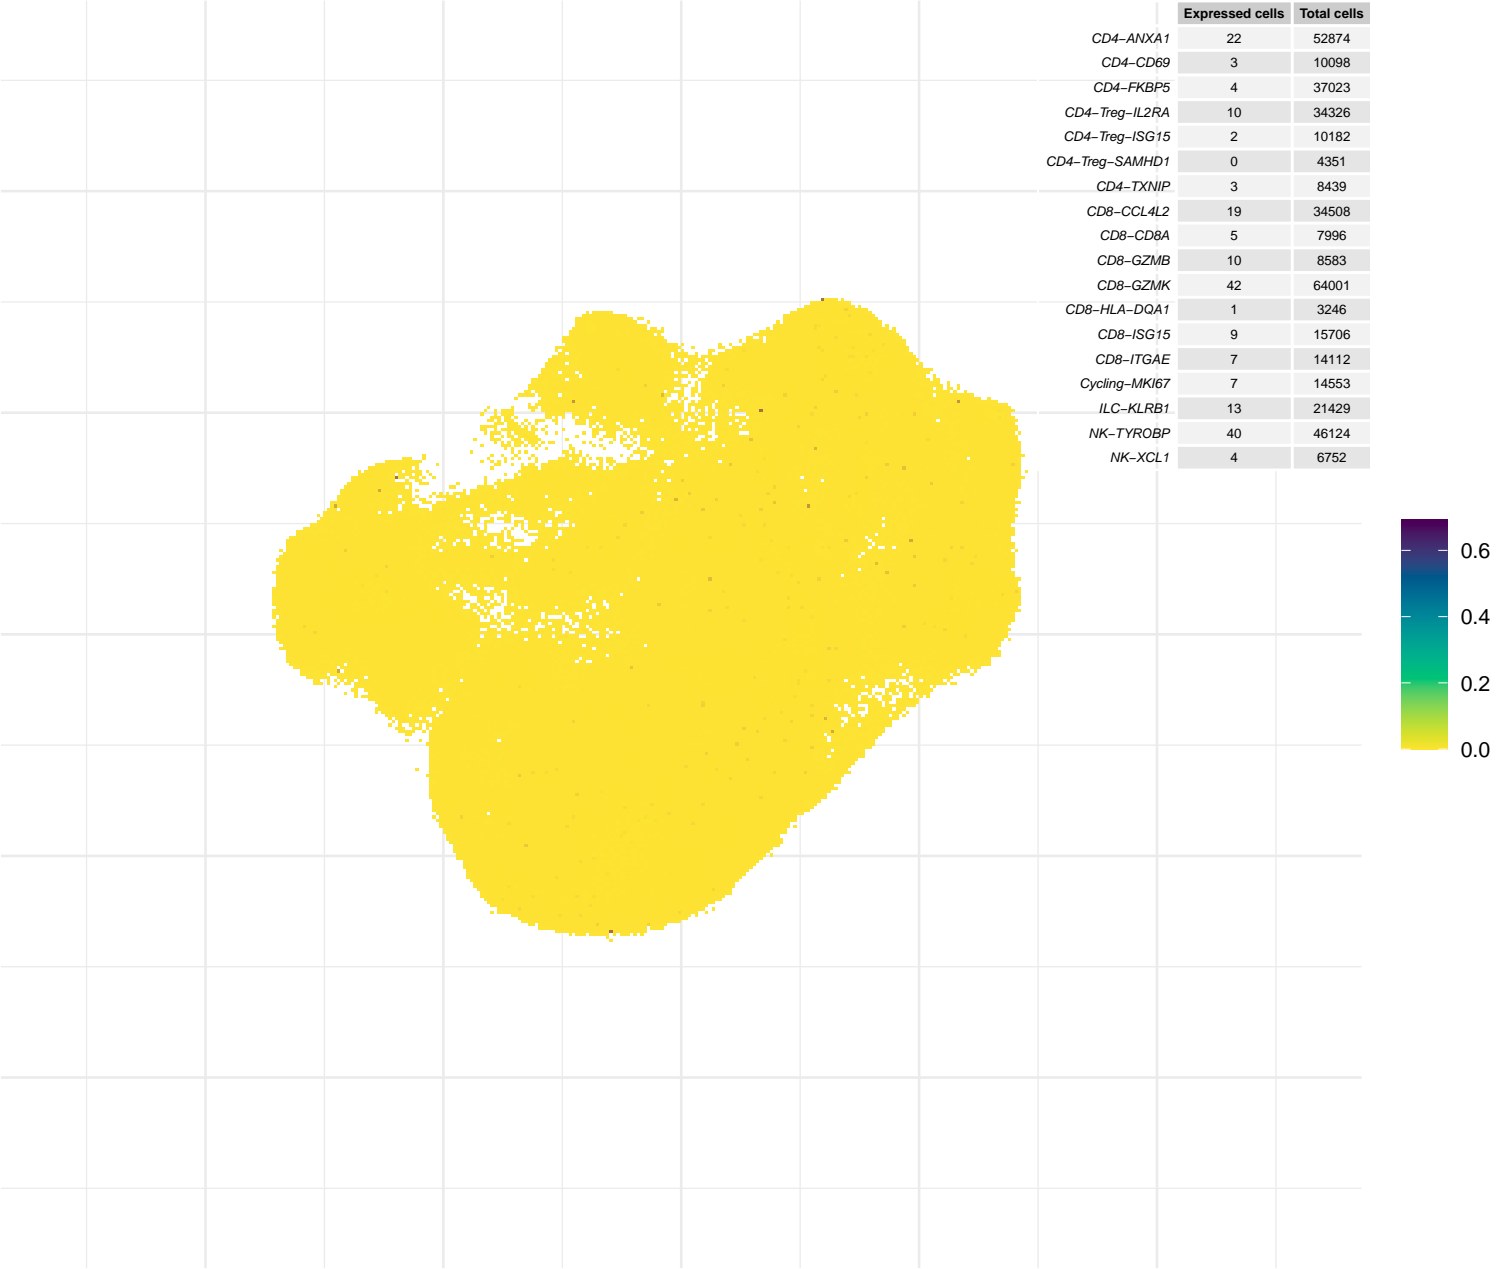 Expressed cells Total cells
CD4−ANXA1 22 52874
CD4−CD69 3 10098
CD4−FKBP5 4 37023
CD4−Treg−IL2RA 10 34326
CD4−Treg−ISG15 2 10182
CD4−Treg−SAMHD1 0 4351
CD4−TXNIP 3 8439
CD8−CCL4L2 19 34508
CD8−CD8A 5 7996
CD8−GZMB 10 8583
CD8−GZMK 42 64001
CD8−HLA−DQA1 1 3246
CD8−ISG15 9 15706
CD8−ITGAE 7 14112
Cycling−MKI67 7 14553
ILC−KLRB1 13 21429
NK−TYROBP 40 46124
NK−XCL1 4 6752
0.6
0.4
0.2
0.0